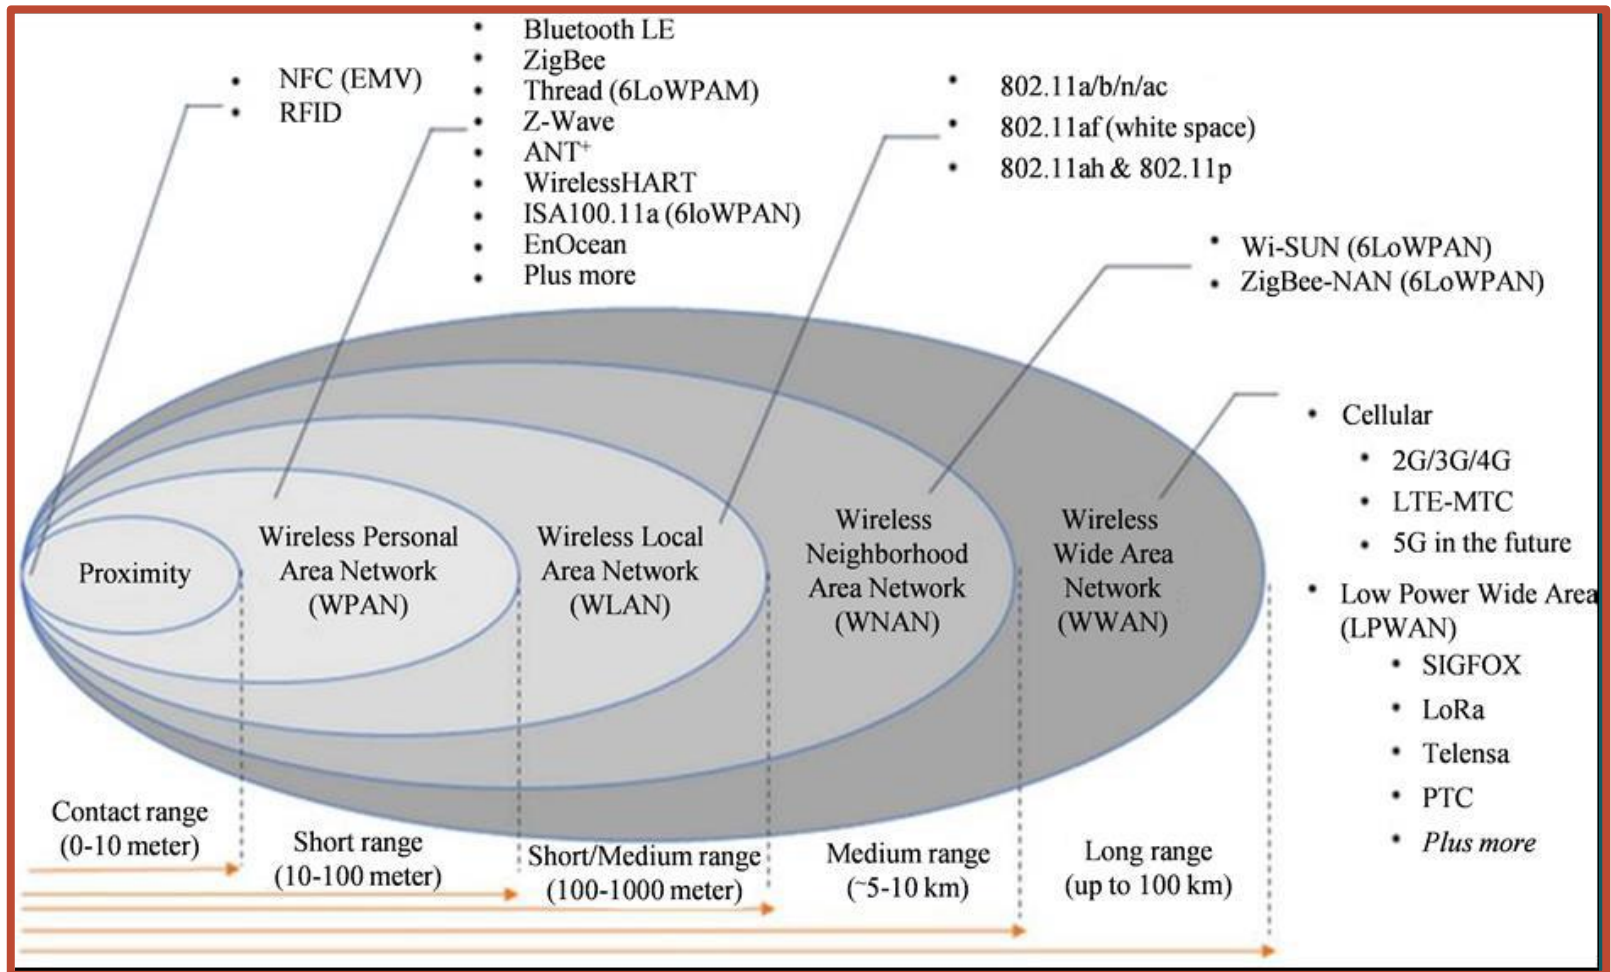 • NFC (EMV)
• RFID
• Bluetooth LE
• ZigBee
• Thread (6LoWPAM)
• Z-Wave
• ANT+
• WirelessHART
• ISA100.11a (6loWPAN)
• EnOcean
• Plus more
• 802.11a/b/n/ac
• 802.11af (white space)
• 802.11ah & 802.11p
• Wi-SUN (6LoWPAN)
• ZigBee-NAN (6LoWPAN)
• Cellular
• 2G/3G/4G
• LTE-MTC
• 5G in the future
• Low Power Wide Area
(LPWAN)
• SIGFOX
• LoRa
• Telensa
• PTC
• Plus more
Proximity
Wireless Personal
Area Network
(WPAN)
Wireless Local
Area Network
(WLAN)
Wireless
Neighborhood
Area Network
(WNAN)
Wireless
Wide Area
Network
(WWAN)
Contact range
(0-10 meter)
Short range
(10-100 meter)
Short/Medium range
(100-1000 meter)
Medium range
(~5-10 km)
Long range
(up to 100 km)